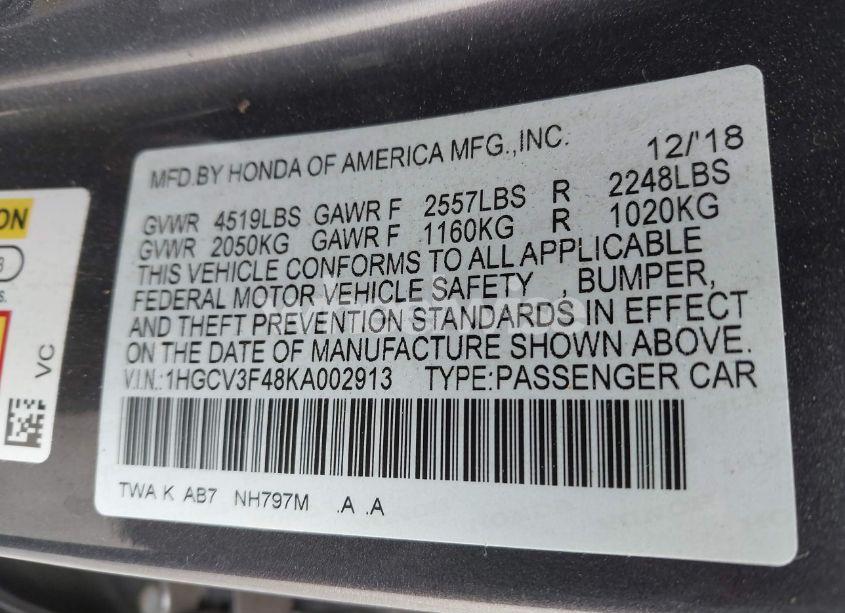 MFD.BY HONDA OF AMERICA MFG.,INC. 12/'18
GVWR 4519LBS GAWR F 2557LBS R 2248LBS
GVWR 2050KG GAWR F 1160KG R 1020KG
THIS VEHICLE CONFORMS TO ALL APPLICABLE
FEDERAL MOTOR VEHICLE SAFETY , BUMPER,
AND THEFT PREVENTION STANDARDS IN EFFECT
ON THE DATE OF MANUFACTURE SHOWN ABOVE.
V.I.N.:1HGCV3F48KA002913 TYPE:PASSENGER CAR
TWA K AB7 NH797M .A .A
ON
3
s.
VC